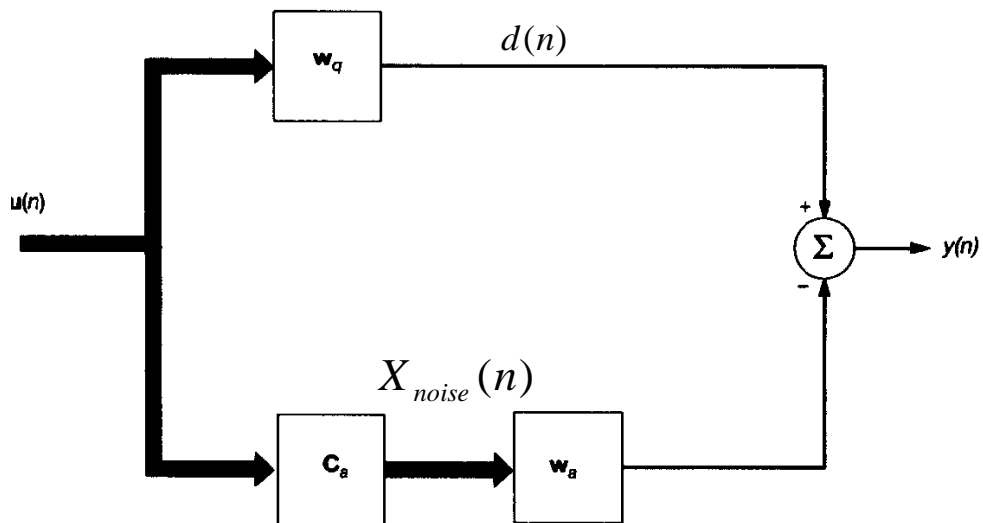 d(n)
w_q
u(n)
+
Σ
y(n)
−
X_noise(n)
C_a
w_a